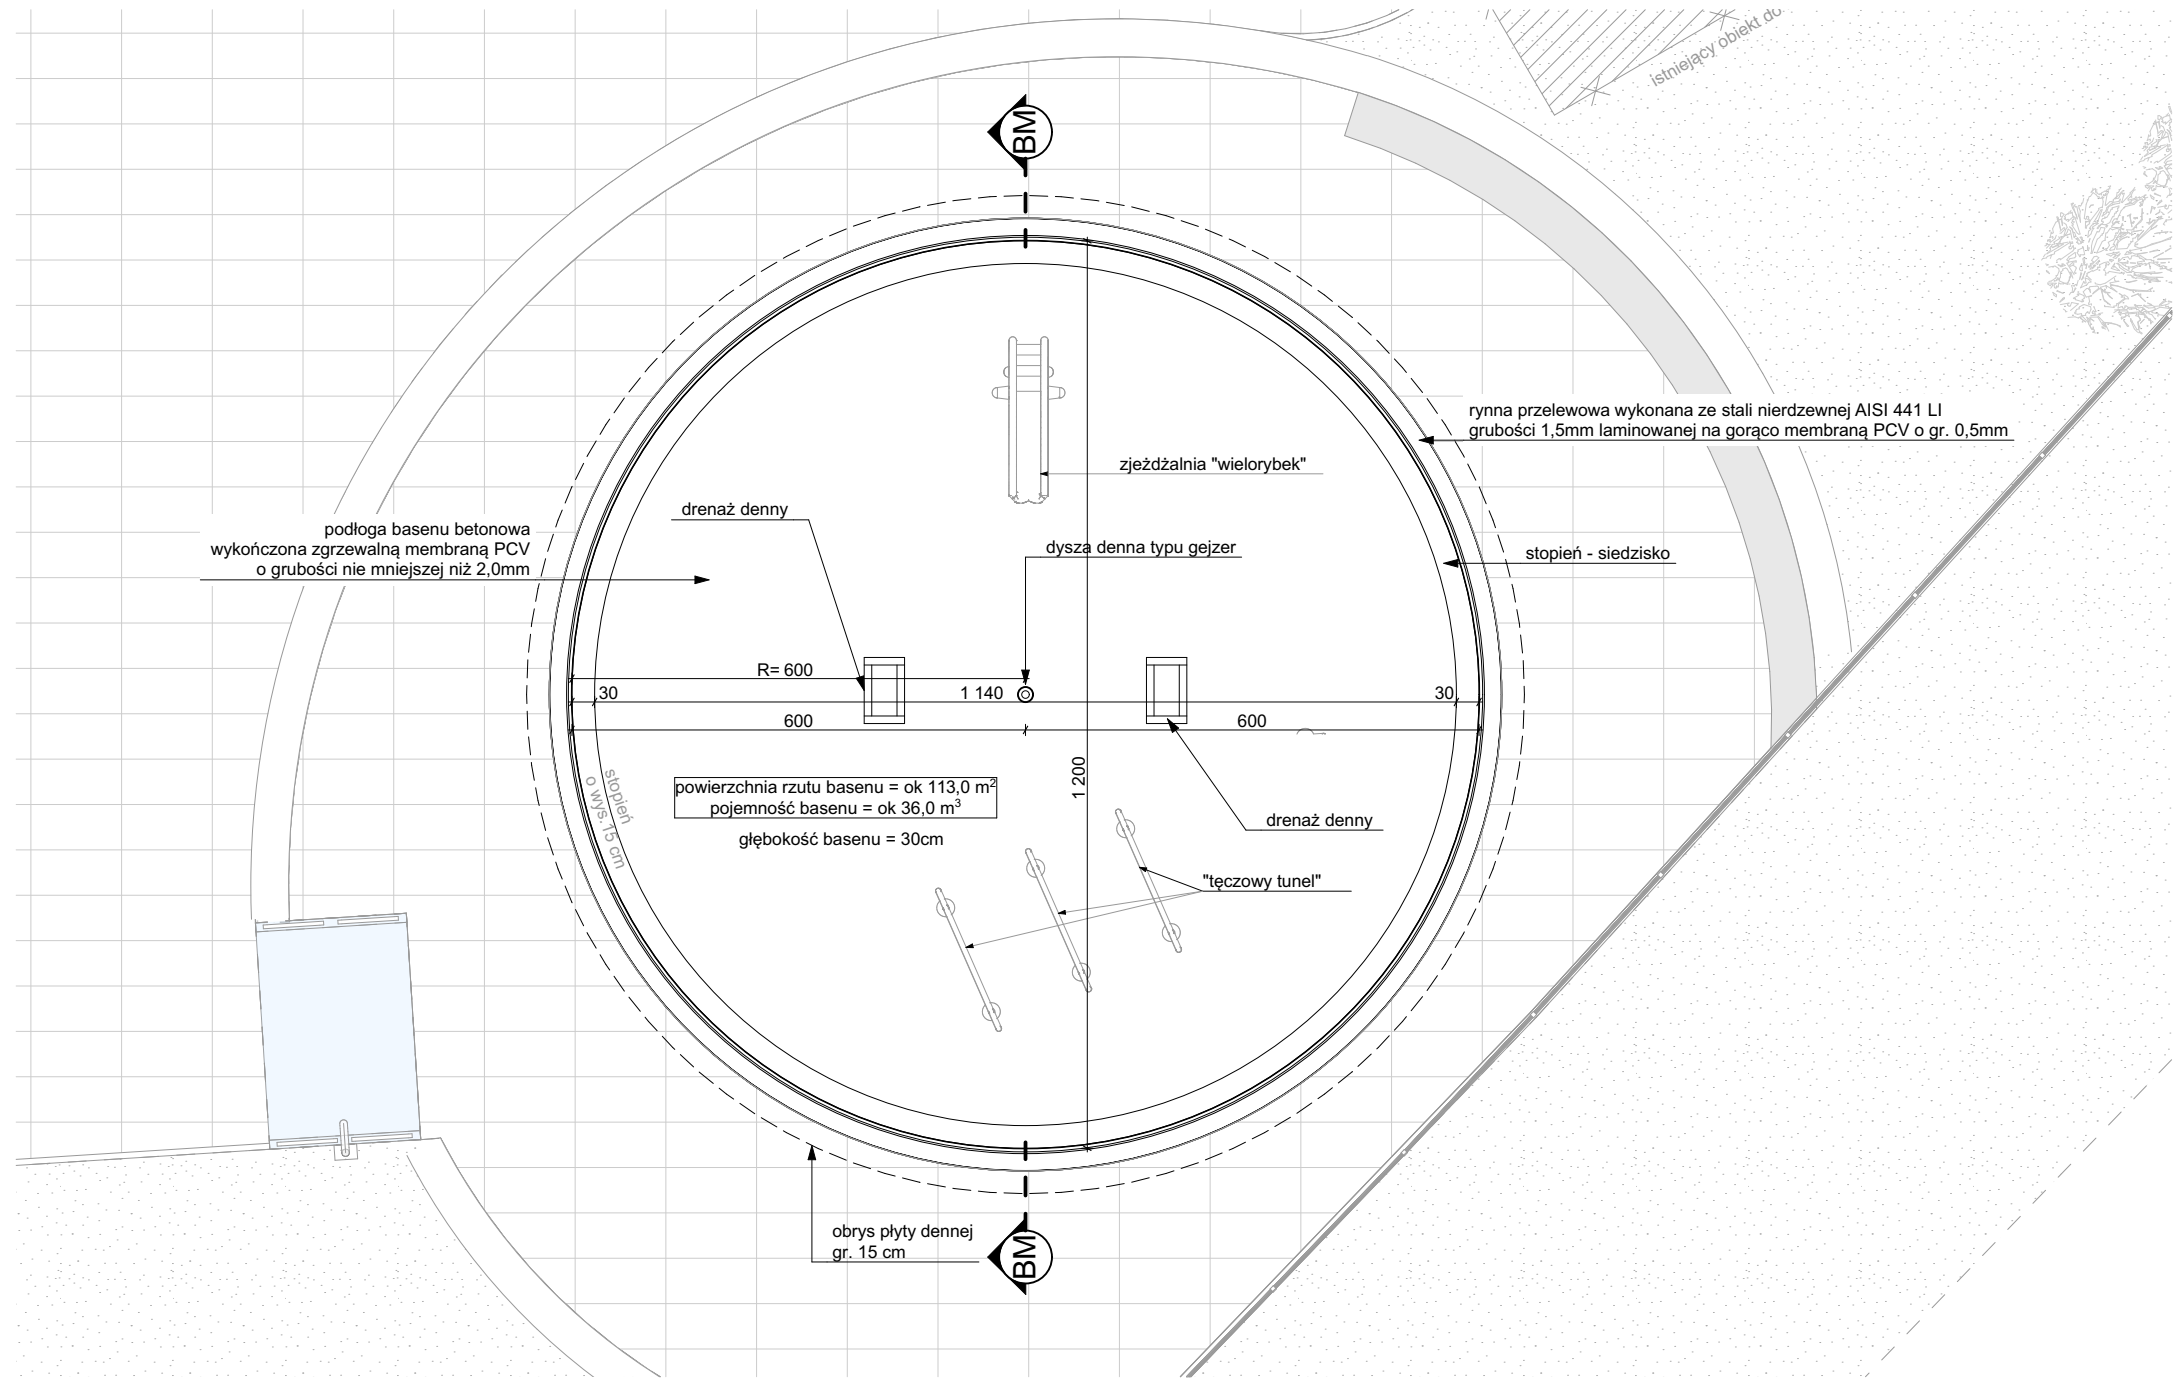 istniejący obiekt do
BM
rynna przelewowa wykonana ze stali nierdzewnej AISI 441 LI
grubości 1,5mm laminowanej na gorąco membraną PCV o gr. 0,5mm
zjeżdżalnia "wielorybek"
drenaż denny
podłoga basenu betonowa
wykończona zgrzewalną membraną PCV
o grubości nie mniejszej niż 2,0mm
dysza denna typu gejzer
stopień - siedzisko
R= 600
30
1 140
30
600
600
1 200
stopień
o wys.15 cm
powierzchnia rzutu basenu = ok 113,0 m²
pojemność basenu = ok 36,0 m³
głębokość basenu = 30cm
drenaż denny
"tęczowy tunel"
obrys płyty dennej
gr. 15 cm
BM